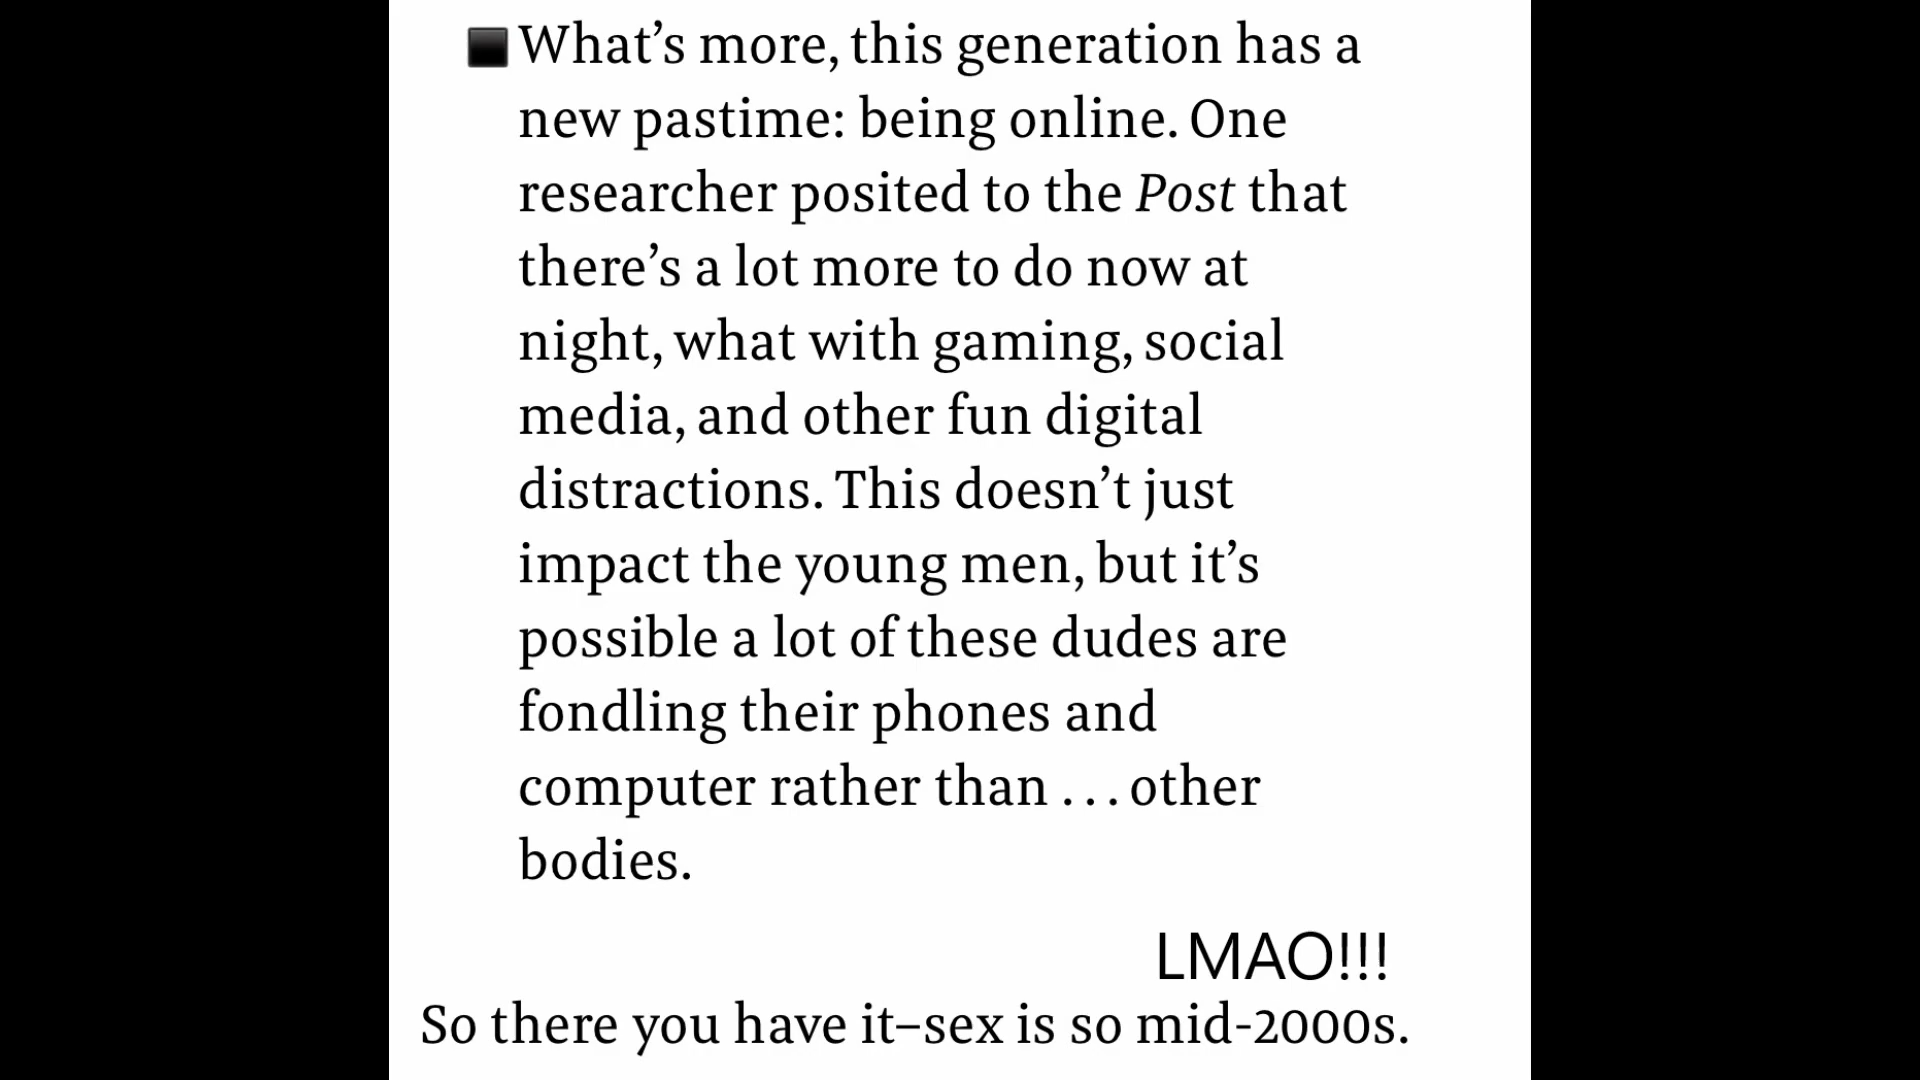 What’s more, this generation has a
new pastime: being online. One
researcher posited to the Post that
there’s a lot more to do now at
night, what with gaming, social
media, and other fun digital
distractions. This doesn’t just
impact the young men, but it’s
possible a lot of these dudes are
fondling their phones and
computer rather than . . . other
bodies.
LMAO!!!
So there you have it–sex is so mid-2000s.